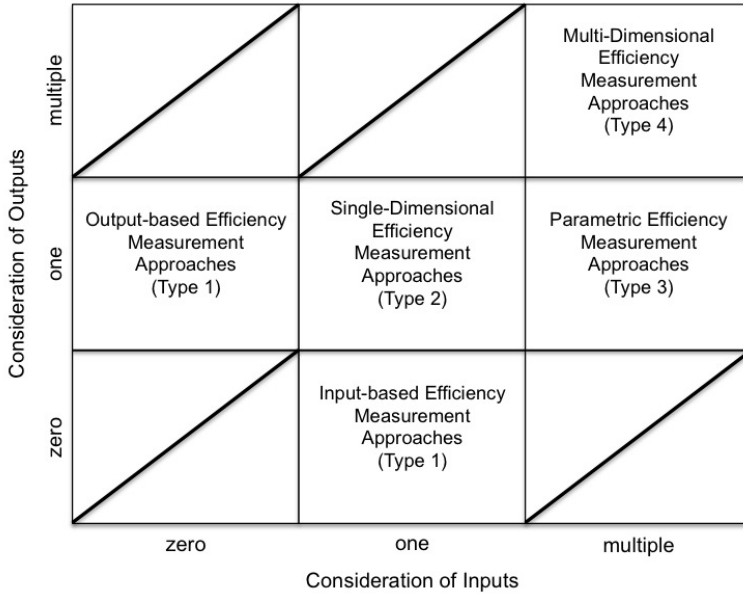 Multi-Dimensional
Efficiency
Measurement
Approaches
(Type 4)
multiple
Output-based Efficiency
Measurement
Approaches
(Type 1)
Single-Dimensional
Efficiency
Measurement
Approaches
(Type 2)
Parametric Efficiency
Measurement
Approaches
(Type 3)
one
Consideration of Outputs
Input-based Efficiency
Measurement
Approaches
(Type 1)
zero
zero
one
multiple
Consideration of Inputs